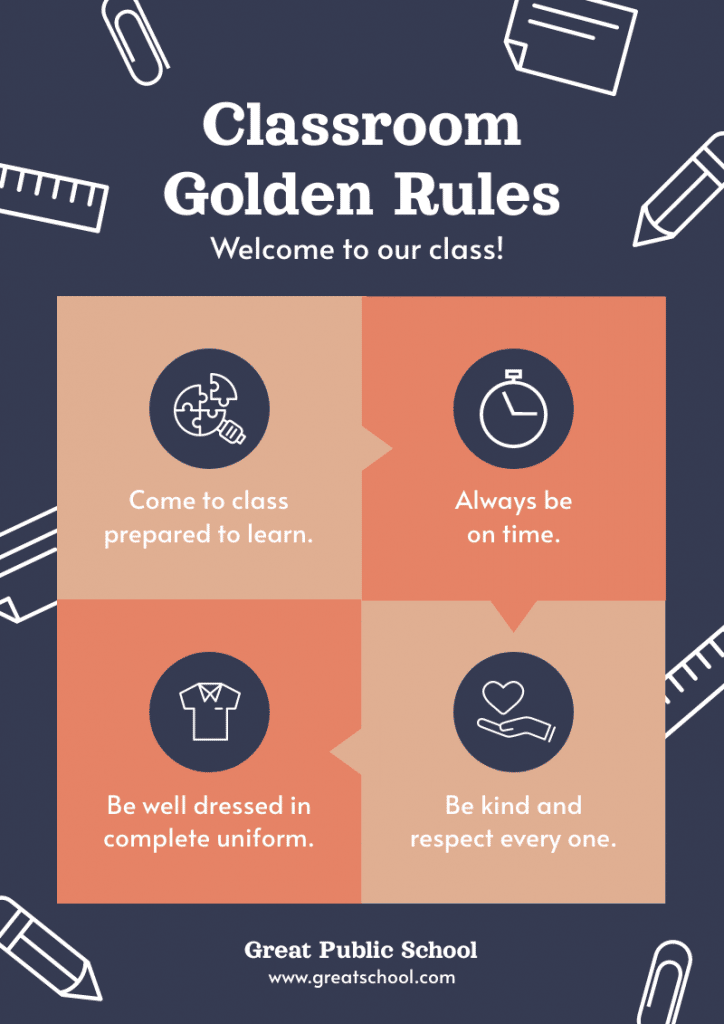 Classroom
Golden Rules
Welcome to our class!
Come to class
prepared to learn.
Always be
on time.
Be kind and
respect every one.
Be well dressed in
complete uniform.
Great Public School
www.greatschool.com